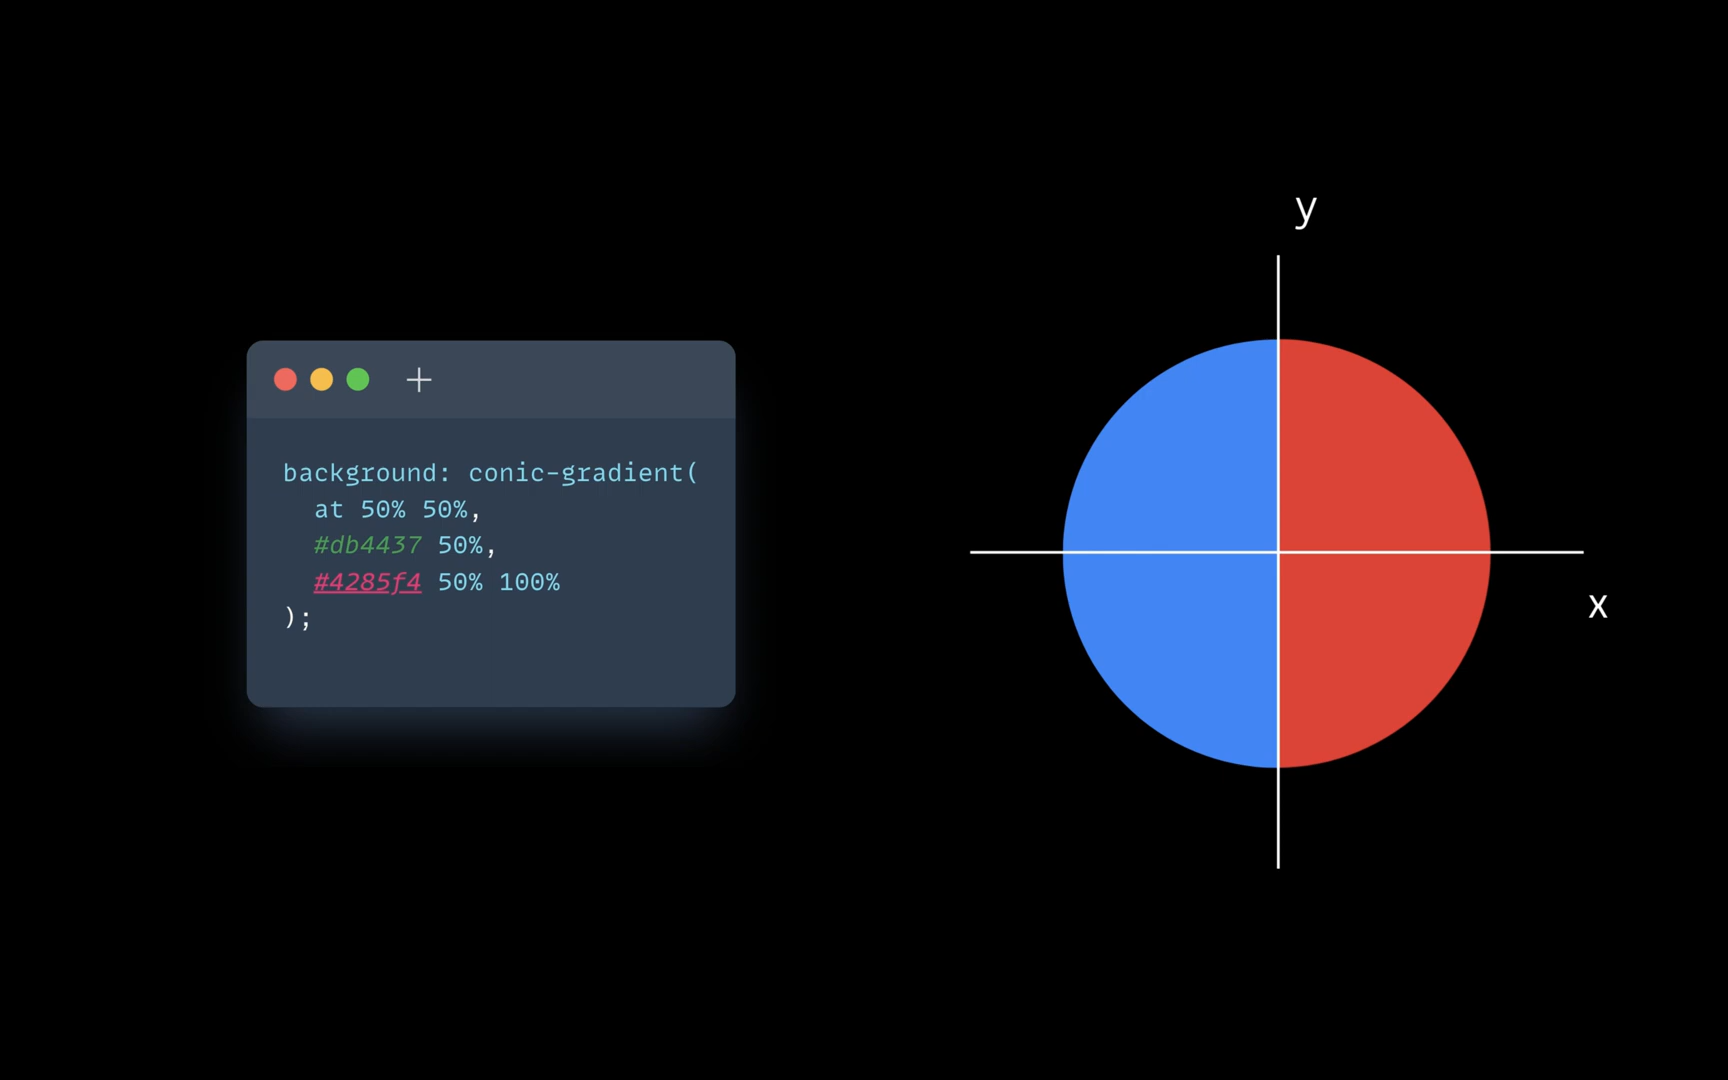 background: conic-gradient(
at 50% 50%,
#db4437 50%,
#4285f4 50% 100%
);
y
x